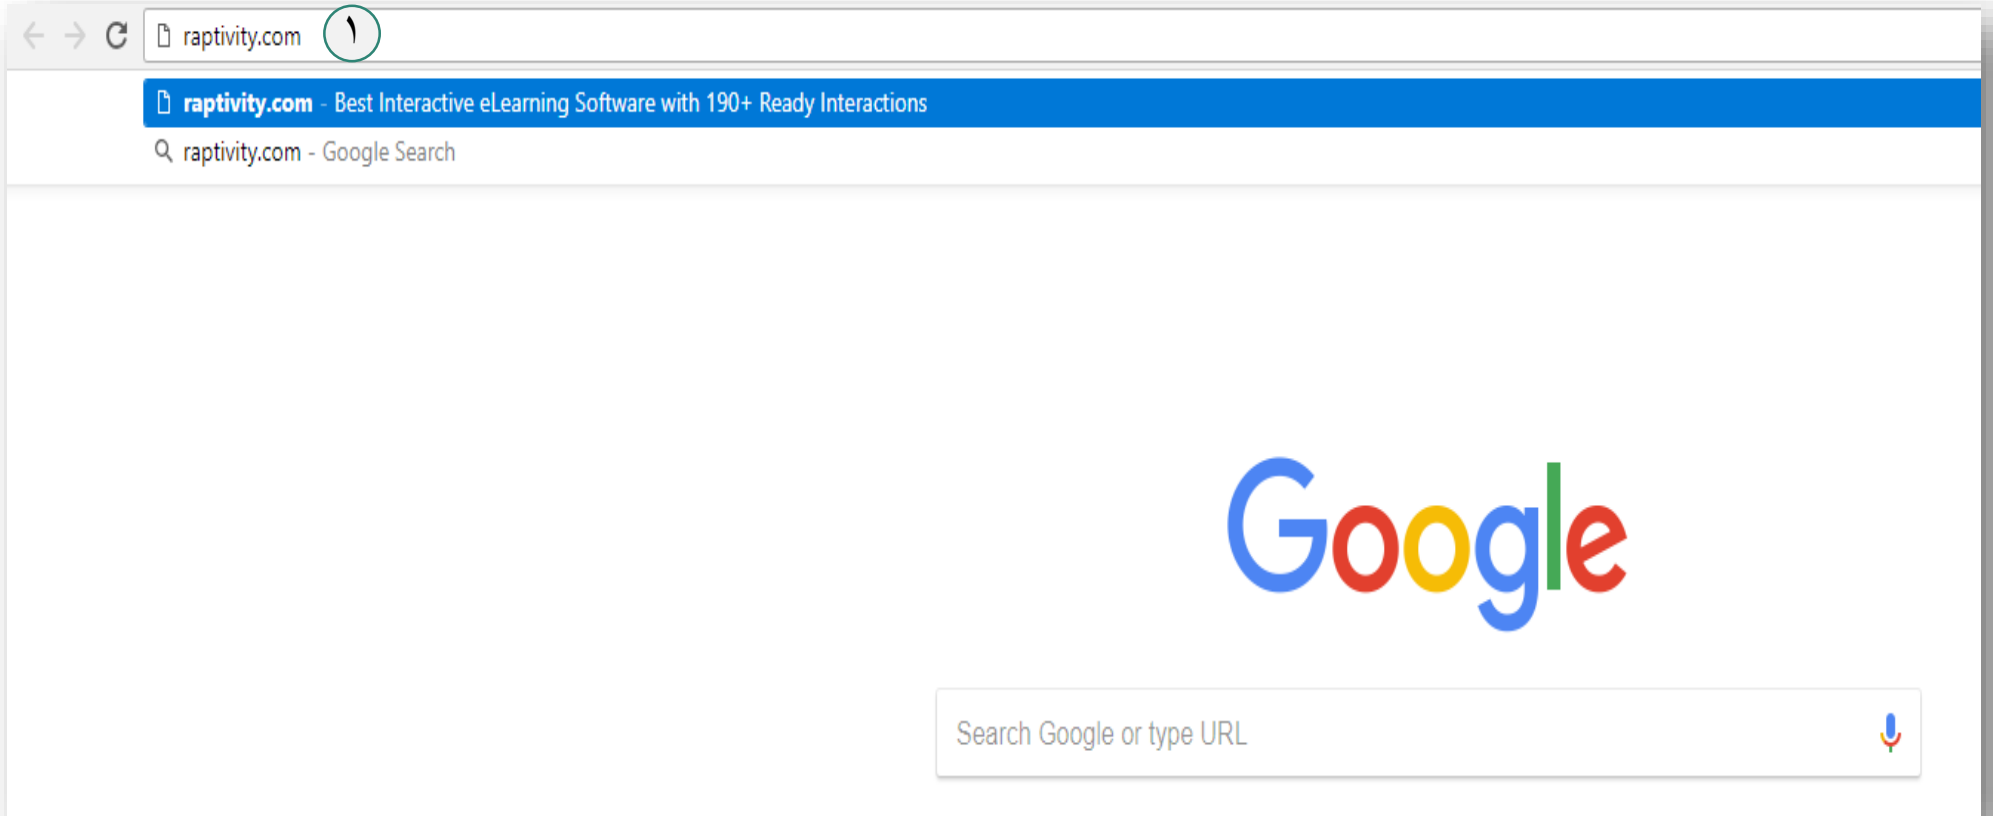 raptivity.com ١
raptivity.com - Best Interactive eLearning Software with 190+ Ready Interactions
raptivity.com - Google Search
Google
Search Google or type URL